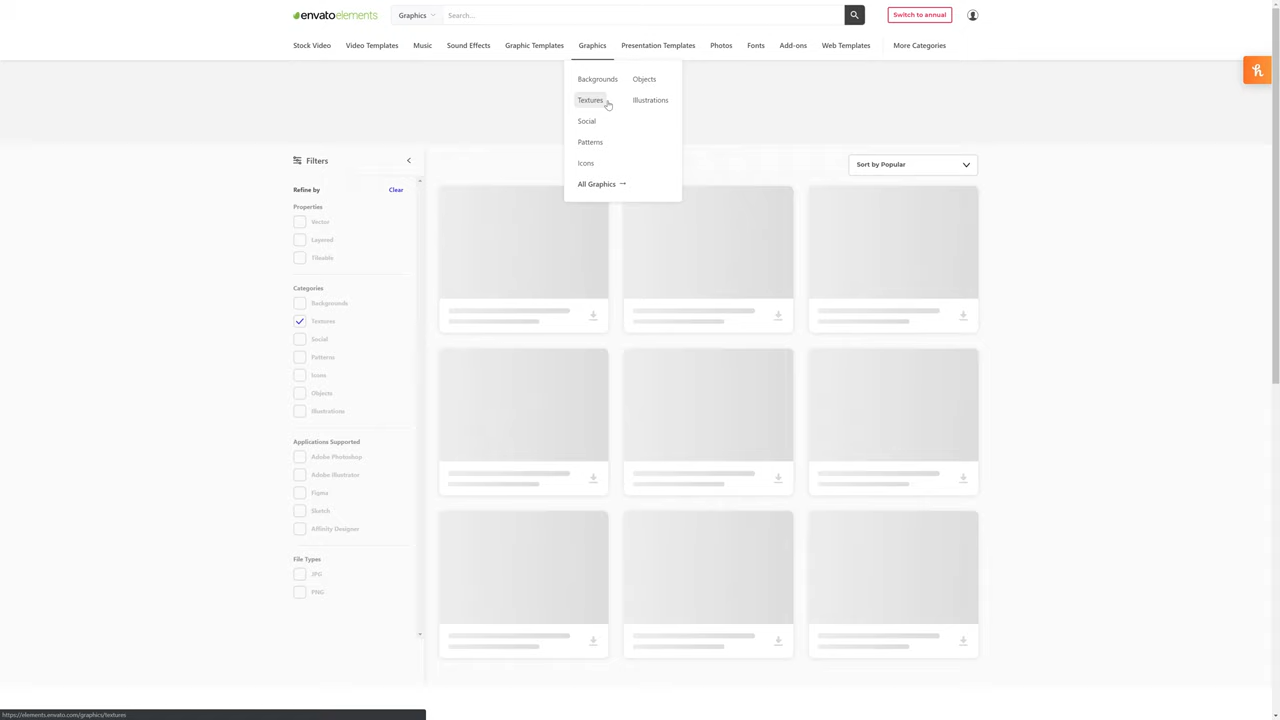 envato elements
Graphics
Search...
Switch to annual
Stock Video
Video Templates
Music
Sound Effects
Graphic Templates
Graphics
Presentation Templates
Photos
Fonts
Add-ons
Web Templates
More Categories
Backgrounds
Objects
Textures
Illustrations
Social
Patterns
Icons
All Graphics →
Filters
Sort by Popular
Refine by
Clear
Properties
Vector
Layered
Tileable
Categories
Backgrounds
Textures
Social
Patterns
Icons
Objects
Illustrations
Applications Supported
Adobe Photoshop
Adobe Illustrator
Figma
Sketch
Affinity Designer
File Types
JPG
PNG
https://elements.envato.com/graphics/textures